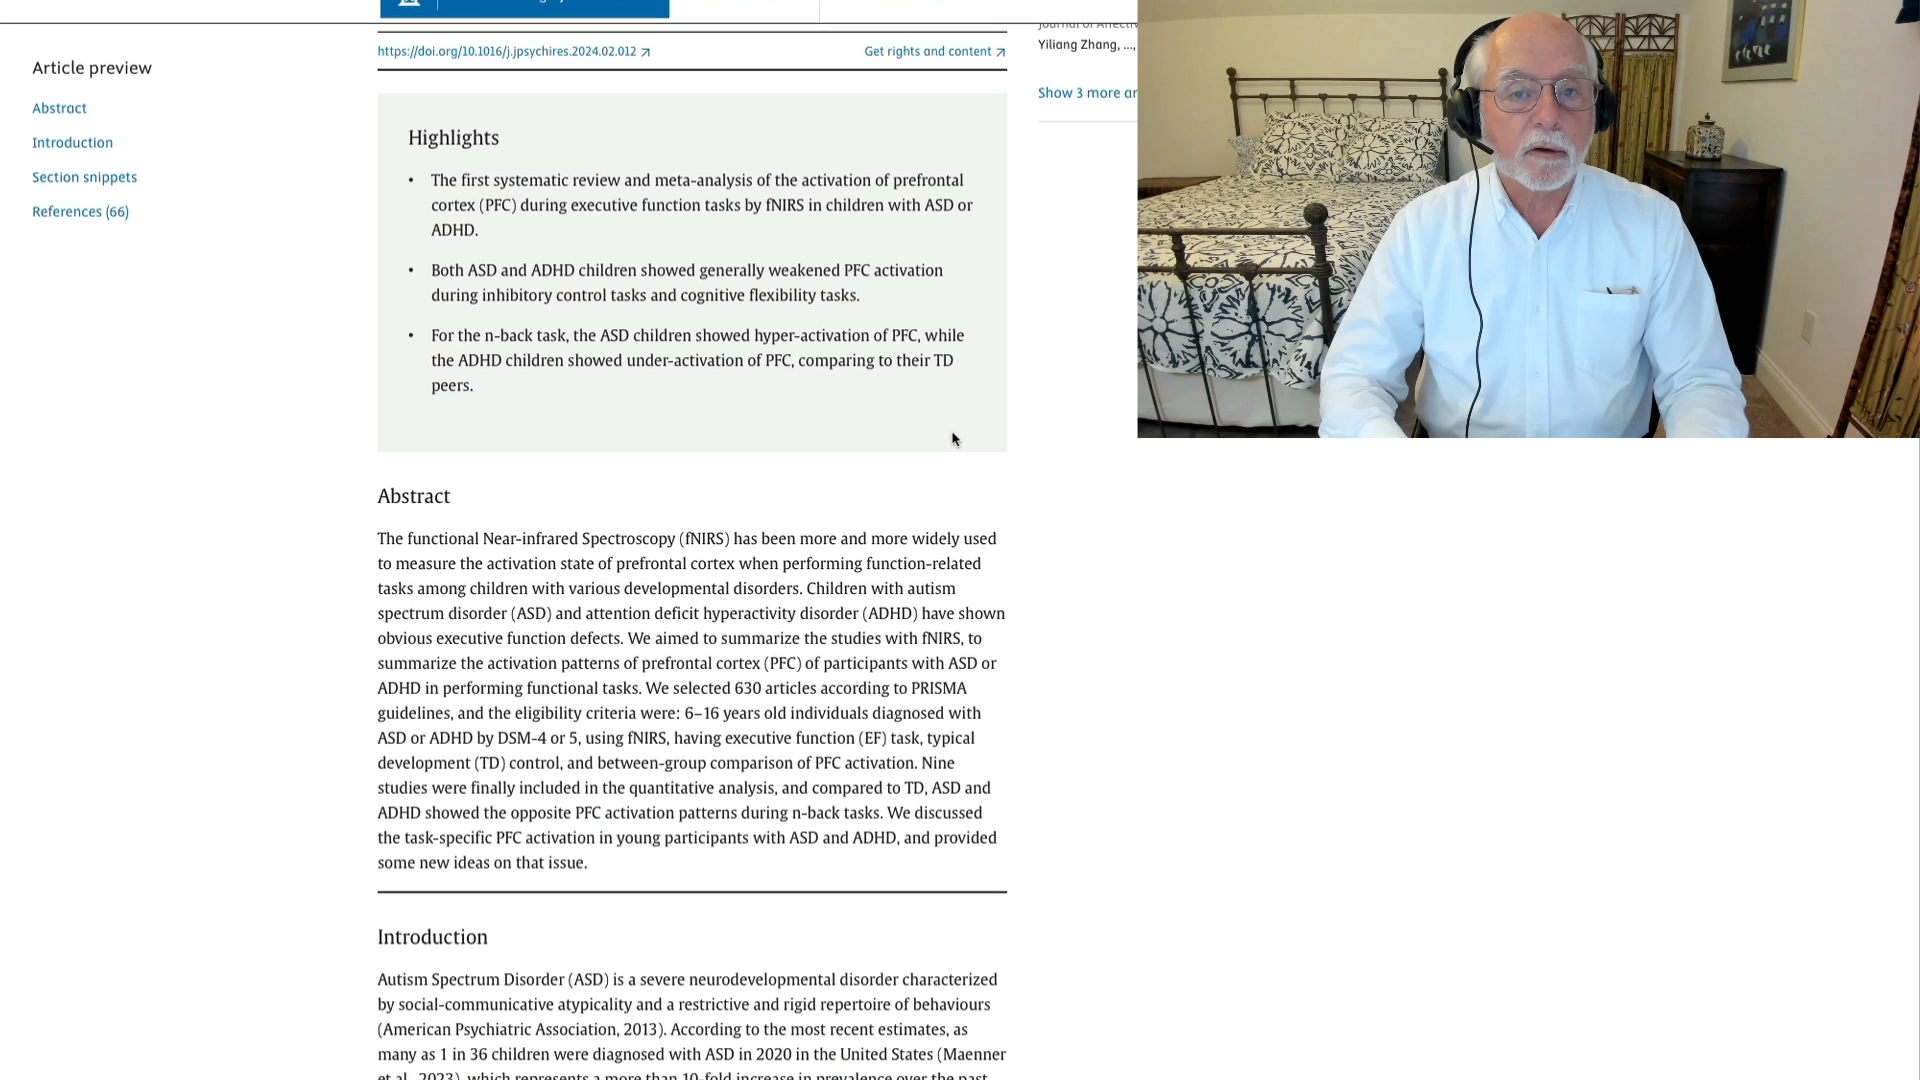 https://doi.org/10.1016/j.jpsychires.2024.02.012
Get rights and content
Article preview
Abstract
Introduction
Section snippets
References (66)
Yiliang Zhang, ...,
Show 3 more ar
Highlights
• The first systematic review and meta-analysis of the activation of prefrontal
cortex (PFC) during executive function tasks by fNIRS in children with ASD or
ADHD.
• Both ASD and ADHD children showed generally weakened PFC activation
during inhibitory control tasks and cognitive flexibility tasks.
• For the n-back task, the ASD children showed hyper-activation of PFC, while
the ADHD children showed under-activation of PFC, comparing to their TD
peers.
Abstract
The functional Near-infrared Spectroscopy (fNIRS) has been more and more widely used
to measure the activation state of prefrontal cortex when performing function-related
tasks among children with various developmental disorders. Children with autism
spectrum disorder (ASD) and attention deficit hyperactivity disorder (ADHD) have shown
obvious executive function defects. We aimed to summarize the studies with fNIRS, to
summarize the activation patterns of prefrontal cortex (PFC) of participants with ASD or
ADHD in performing functional tasks. We selected 630 articles according to PRISMA
guidelines, and the eligibility criteria were: 6–16 years old individuals diagnosed with
ASD or ADHD by DSM-4 or 5, using fNIRS, having executive function (EF) task, typical
development (TD) control, and between-group comparison of PFC activation. Nine
studies were finally included in the quantitative analysis, and compared to TD, ASD and
ADHD showed the opposite PFC activation patterns during n-back tasks. We discussed
the task-specific PFC activation in young participants with ASD and ADHD, and provided
some new ideas on that issue.
Introduction
Autism Spectrum Disorder (ASD) is a severe neurodevelopmental disorder characterized
by social-communicative atypicality and a restrictive and rigid repertoire of behaviours
(American Psychiatric Association, 2013). According to the most recent estimates, as
many as 1 in 36 children were diagnosed with ASD in 2020 in the United States (Maenner
et al., 2023), which represents a more than 10-fold increase in prevalence over the past